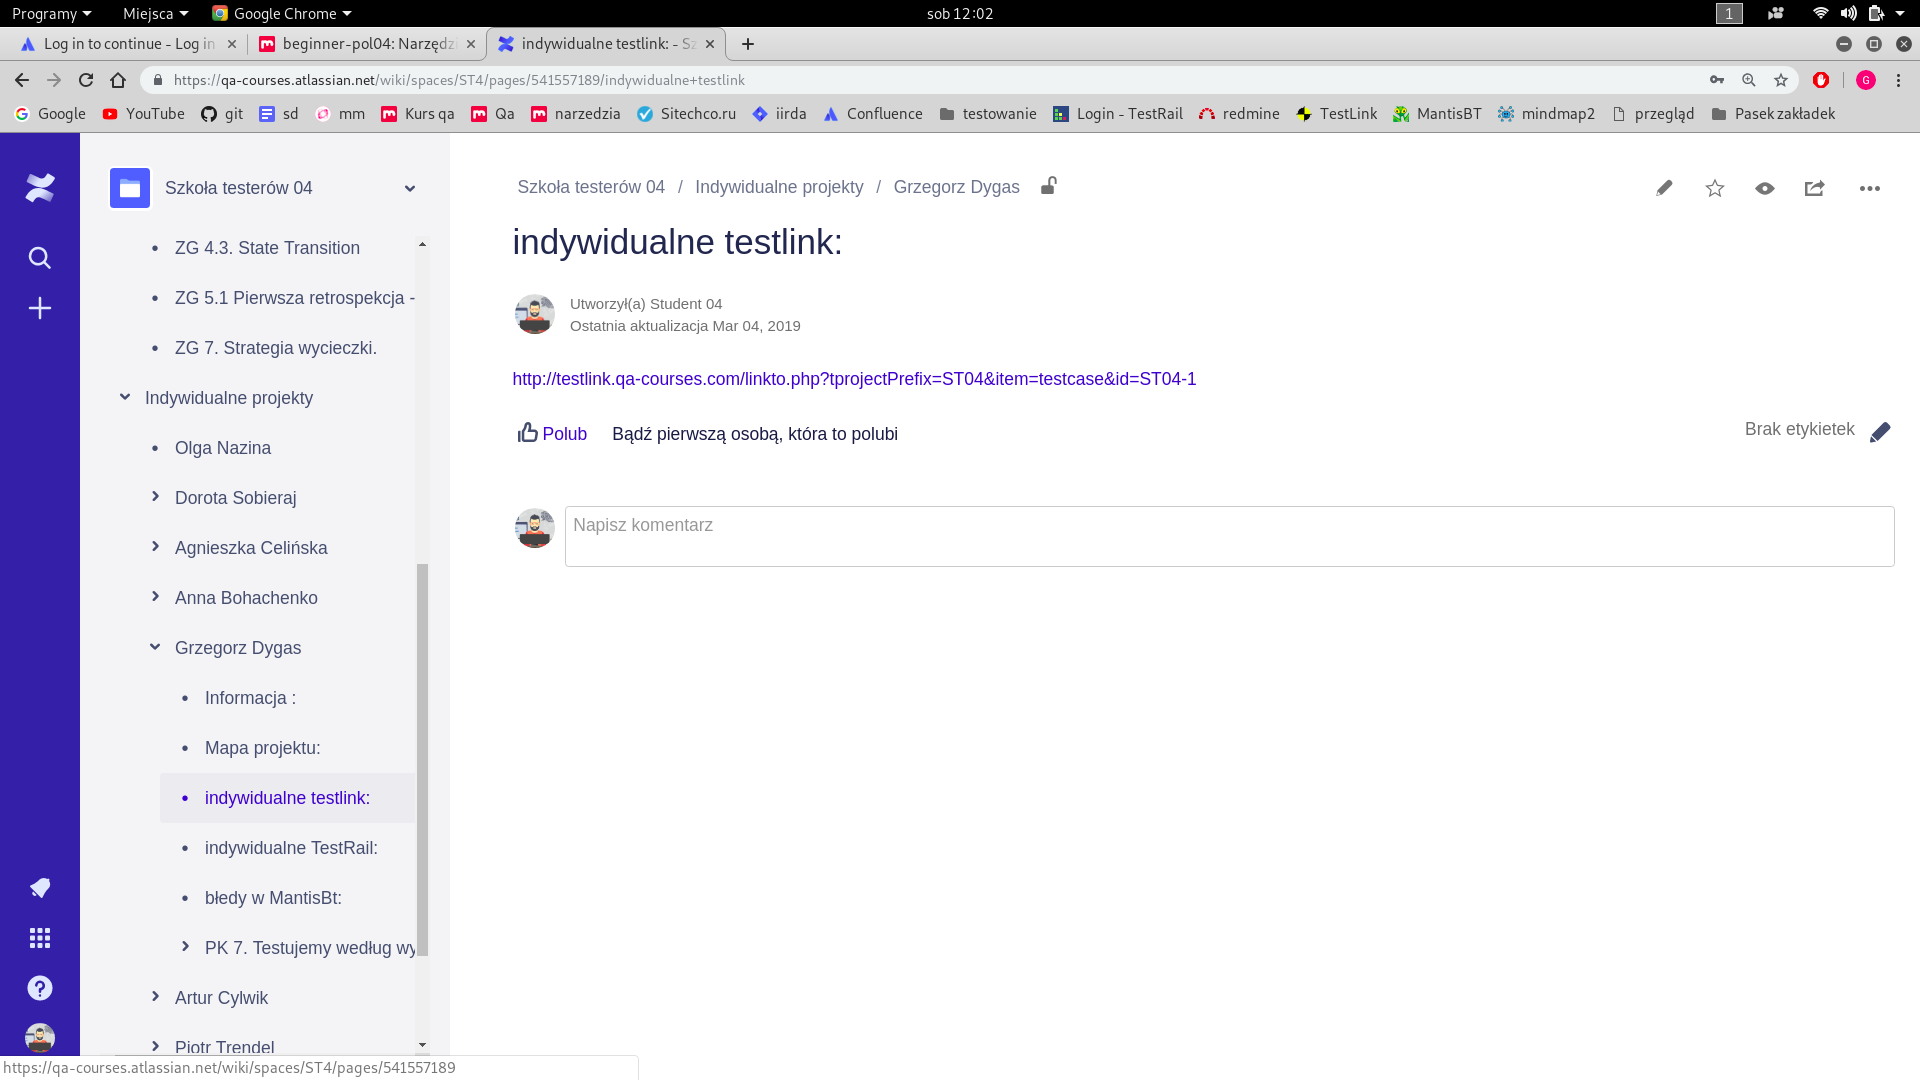 Programy Miejsca Google Chrome sob 12:02 1
Log in to continue - Log in beginner-pol04: Narzędzi indywidualne testlink: - Sz
https://qa-courses.atlassian.net/wiki/spaces/ST4/pages/541557189/indywidualne+testlink G
Google YouTube git sd mm Kurs qa Qa narzedzia Sitechco.ru iirda Confluence testowanie Login - TestRail redmine TestLink MantisBT mindmap2 przegląd Pasek zakładek
Szkoła testerów 04
ZG 4.3. State Transition
ZG 5.1 Pierwsza retrospekcja -
ZG 7. Strategia wycieczki.
Indywidualne projekty
Olga Nazina
Dorota Sobieraj
Agnieszka Celińska
Anna Bohachenko
Grzegorz Dygas
Informacja :
Mapa projektu:
indywidualne testlink:
indywidualne TestRail:
błedy w MantisBt:
PK 7. Testujemy według wy
Artur Cylwik
Piotr Trendel
Szkoła testerów 04 / Indywidualne projekty / Grzegorz Dygas
indywidualne testlink:
Utworzył(a) Student 04
Ostatnia aktualizacja Mar 04, 2019
http://testlink.qa-courses.com/linkto.php?tprojectPrefix=ST04&item=testcase&id=ST04-1
Polub Bądź pierwszą osobą, która to polubi
Brak etykietek
Napisz komentarz
https://qa-courses.atlassian.net/wiki/spaces/ST4/pages/541557189